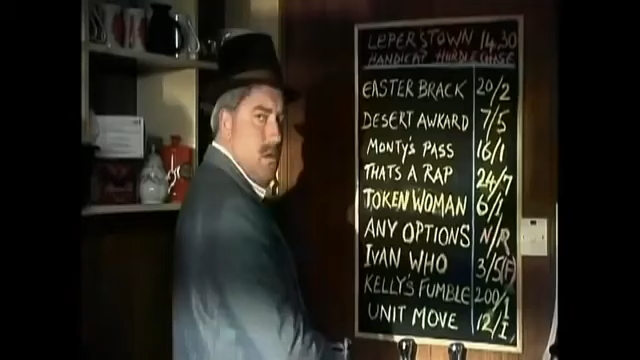 LEPERSTOWN 14.30
HANDICAP HURDLE CHASE
EASTER BRACK 20/2
DESERT AWKARD 7/5
MONTY'S PASS 16/1
THATS A RAP 24/7
TOKEN WOMAN 6/1
ANY OPTIONS N/R
IVAN WHO 3/5(F)
KELLY'S FUMBLE 200/1
UNIT MOVE 12/1